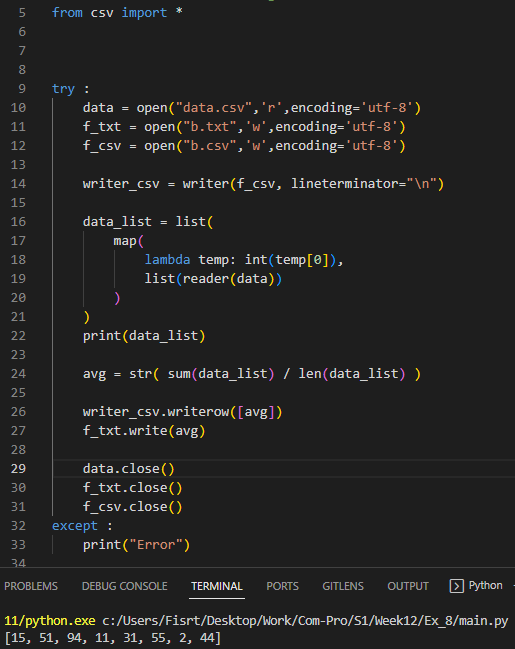 5 from csv import *
6
7
8
9 try :
10 data = open("data.csv",'r',encoding='utf-8')
11 f_txt = open("b.txt",'w',encoding='utf-8')
12 f_csv = open("b.csv",'w',encoding='utf-8')
13
14 writer_csv = writer(f_csv, lineterminator="\n")
15
16 data_list = list(
17 map(
18 lambda temp: int(temp[0]),
19 list(reader(data))
20 )
21 )
22 print(data_list)
23
24 avg = str( sum(data_list) / len(data_list) )
25
26 writer_csv.writerow([avg])
27 f_txt.write(avg)
28
29 data.close()
30 f_txt.close()
31 f_csv.close()
32 except :
33 print("Error")
34
PROBLEMS DEBUG CONSOLE TERMINAL PORTS GITLENS OUTPUT Python
11/python.exe c:/Users/Fisrt/Desktop/Work/Com-Pro/S1/Week12/Ex_8/main.py
[15, 51, 94, 11, 31, 55, 2, 44]